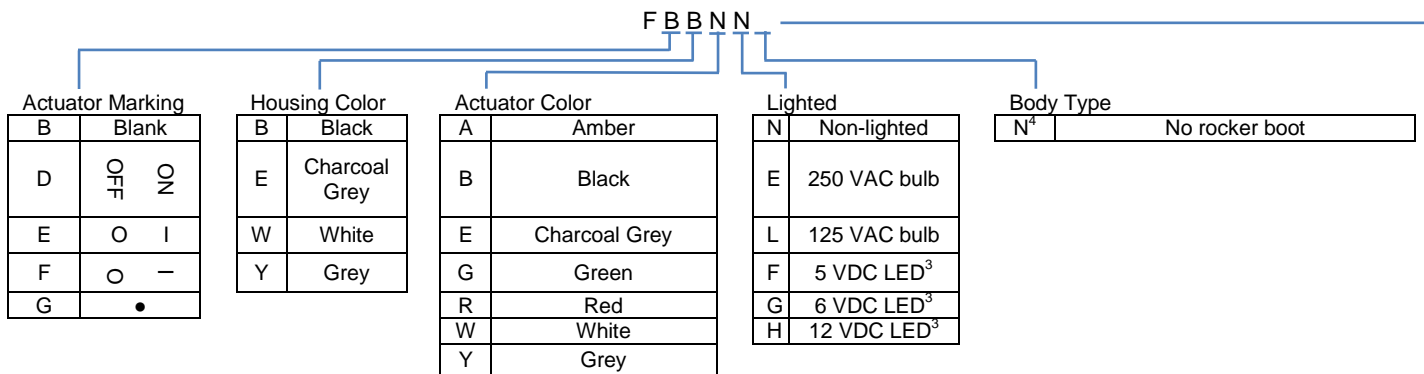 F B B N N
Actuator Marking
B Blank
D OFF ON
E O I
F O I
G ●
Housing Color
B Black
E Charcoal Grey
W White
Y Grey
Actuator Color
A Amber
B Black
E Charcoal Grey
G Green
R Red
W White
Y Grey
Lighted
N Non-lighted
E 250 VAC bulb
L 125 VAC bulb
F 5 VDC LED³
G 6 VDC LED³
H 12 VDC LED³
Body Type
N⁴ No rocker boot